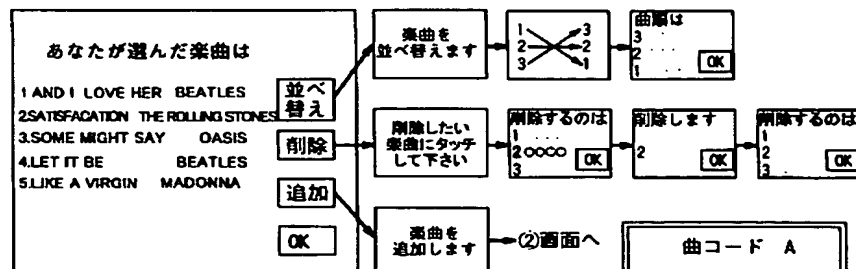 あなたが選んだ楽曲は
1 AND I LOVE HER BEATLES
2.SATISFACATION THE ROLLING STONES
3.SOME MIGHT SAY OASIS
4.LET IT BE BEATLES
5.LIKE A VIRGIN MADONNA
並べ
替え
削除
追加
OK
楽曲を
並べ替えます
1 3
2 2
3 1
曲順は
3 ...
2 ...
1 ...
OK
削除したい
楽曲にタッチ
して下さい
削除するのは
1 ...
2 ○○○○
3
OK
削除します
2
OK
削除するのは
1
2
3
OK
楽曲を
追加します
②画面へ
曲コード A